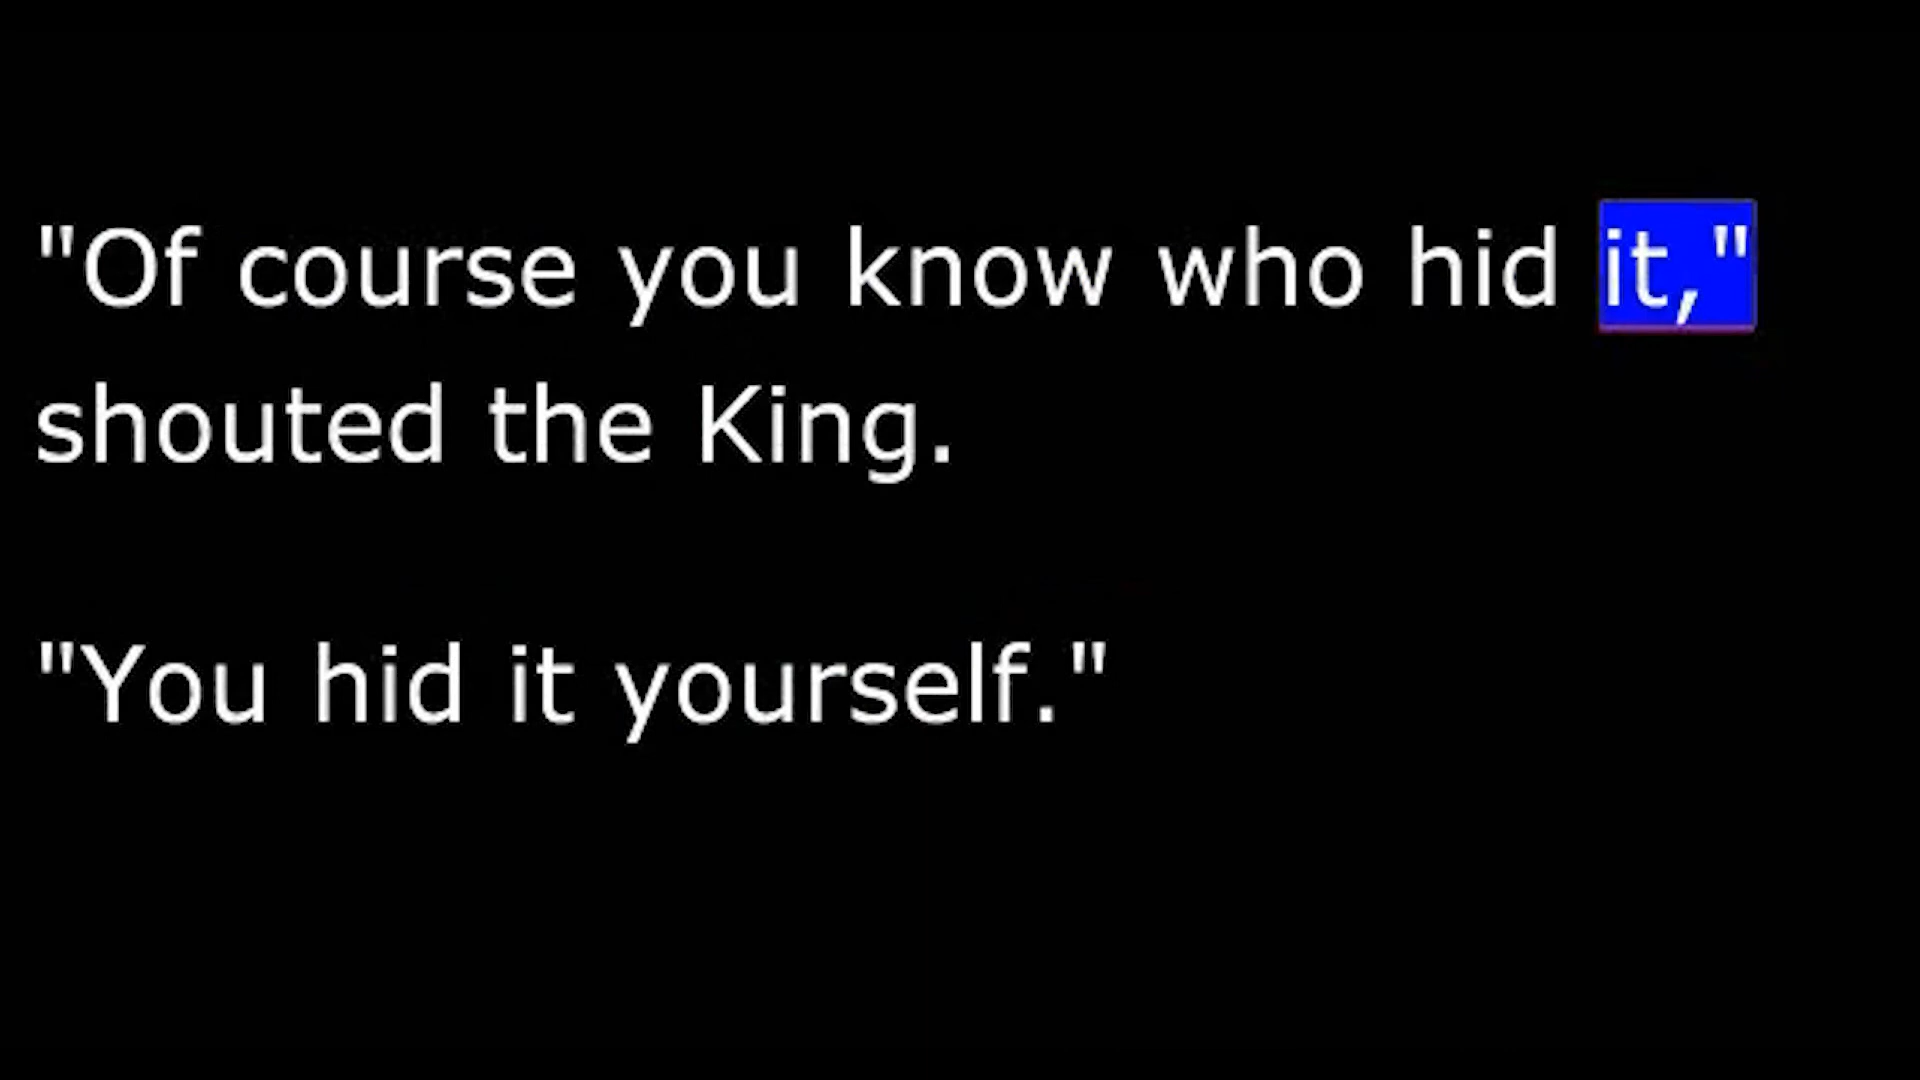 "Of course you know who hid it,"
shouted the King.
"You hid it yourself."